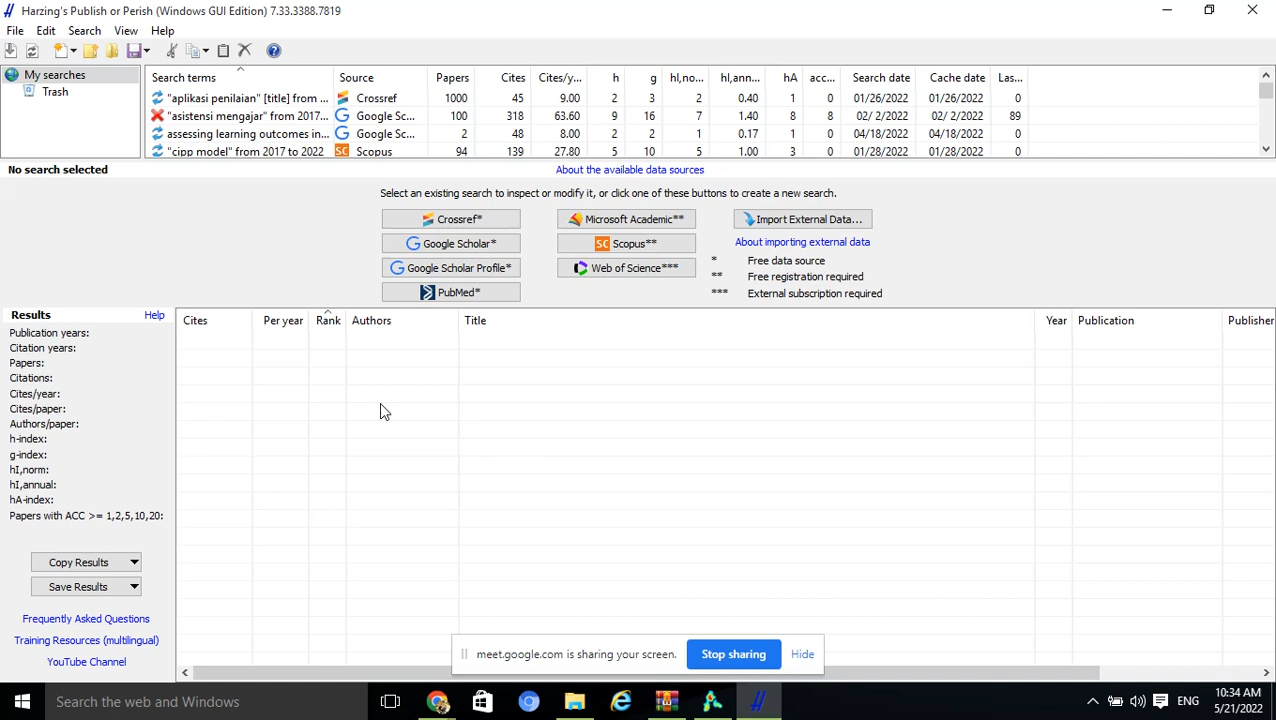 Harzing's Publish or Perish (Windows GUI Edition) 7.33.3388.7819
File Edit Search View Help
My searches
Trash
Search terms Source Papers Cites Cites/y... h g hI,no... hI,ann... hA acc... Search date Cache date Las...
"aplikasi penilaian" [title] from ... Crossref 1000 45 9.00 2 3 2 0.40 1 0 01/26/2022 01/26/2022 0
"asistensi mengajar" from 2017... Google Sc... 100 318 63.60 9 16 7 1.40 8 8 02/ 2/2022 02/ 2/2022 89
assessing learning outcomes in... Google Sc... 2 48 8.00 2 2 1 0.17 1 0 04/18/2022 04/18/2022 0
"cipp model" from 2017 to 2022 Scopus 94 139 27.80 5 10 5 1.00 3 0 01/28/2022 01/28/2022 0
No search selected
About the available data sources
Select an existing search to inspect or modify it, or click one of these buttons to create a new search.
Crossref* Microsoft Academic** Import External Data...
Google Scholar* Scopus** About importing external data
Google Scholar Profile* Web of Science***
PubMed*
* Free data source
** Free registration required
*** External subscription required
Results Help
Publication years:
Citation years:
Papers:
Citations:
Cites/year:
Cites/paper:
Authors/paper:
h-index:
g-index:
hI,norm:
hI,annual:
hA-index:
Papers with ACC >= 1,2,5,10,20:
Copy Results
Save Results
Frequently Asked Questions
Training Resources (multilingual)
YouTube Channel
Cites Per year Rank Authors Title Year Publication Publisher
meet.google.com is sharing your screen. Stop sharing Hide
Search the web and Windows
ENG
10:34 AM
5/21/2022